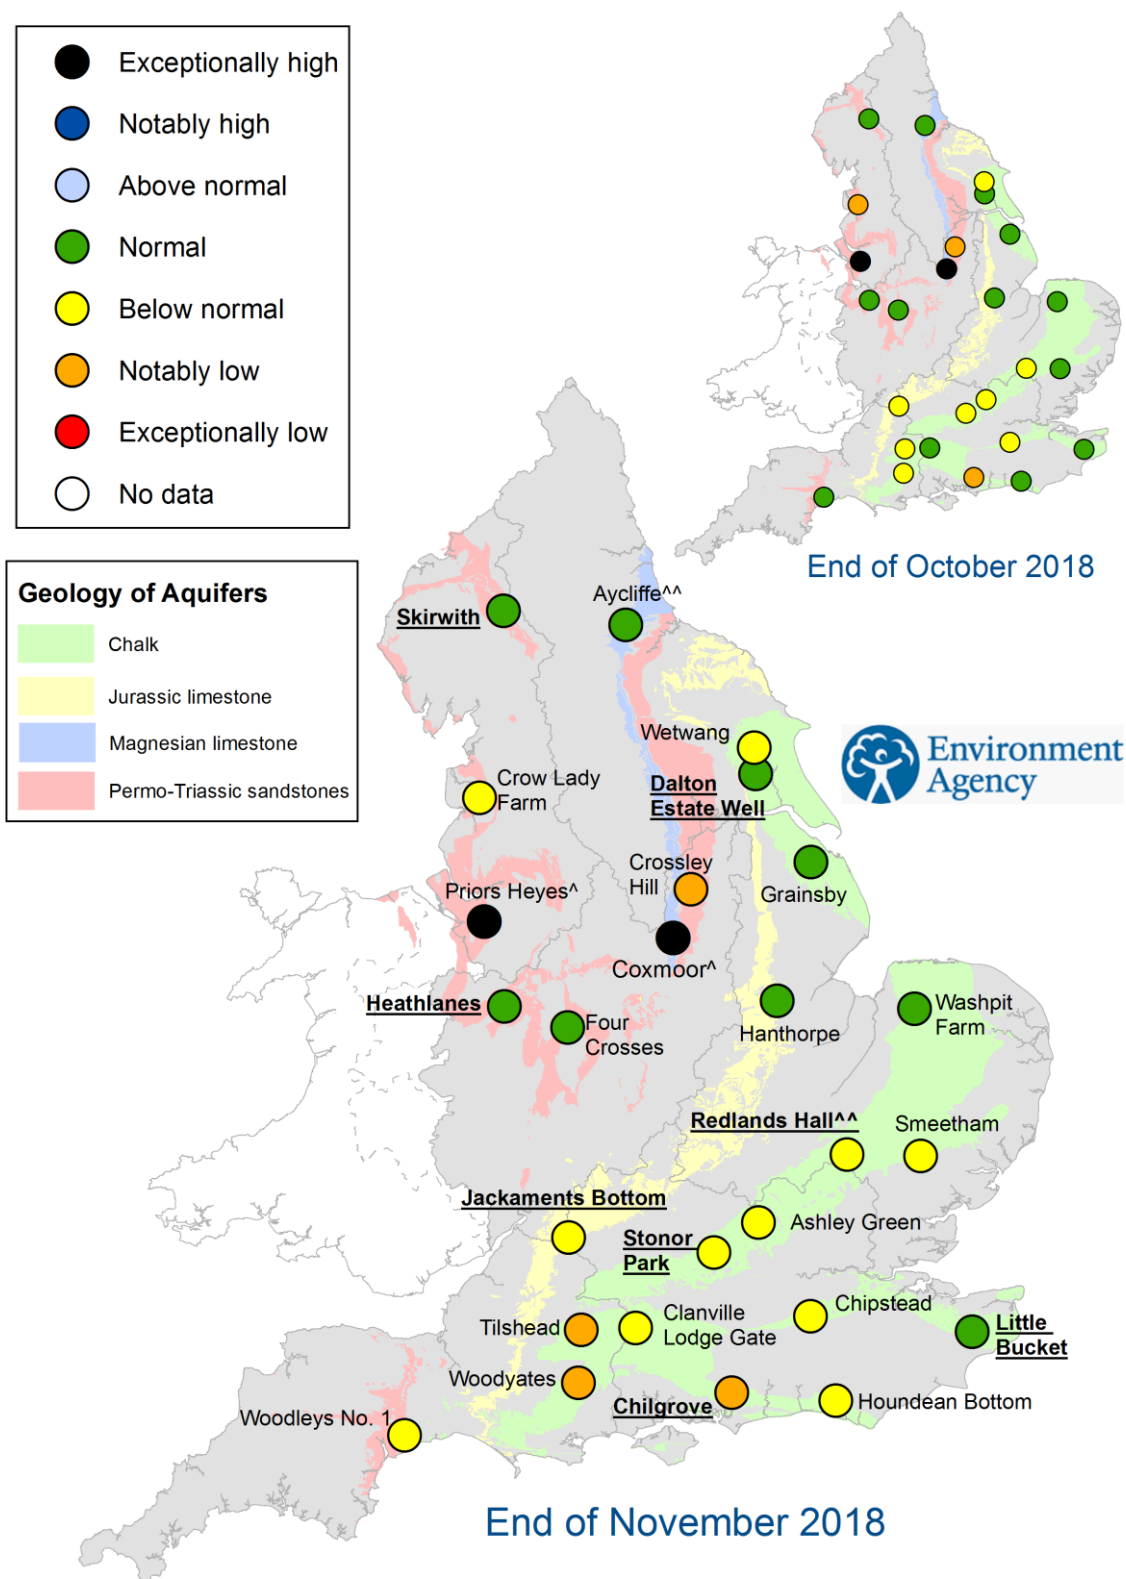 Exceptionally high
Notably high
Above normal
Normal
Below normal
Notably low
Exceptionally low
No data
End of October 2018
Geology of Aquifers
Chalk
Jurassic limestone
Magnesian limestone
Permo-Triassic sandstones
Environment
Agency
Aycliffe^^
Skirwith
Wetwang
Crow Lady
Farm
Dalton
Estate Well
Crossley
Hill
Grainsby
Priors Heyes^
Coxmoor^
Heathlanes
Four
Crosses
Hanthorpe
Washpit
Farm
Redlands Hall^^
Smeetham
Jackaments Bottom
Ashley Green
Stonor
Park
Tilshead
Clanville
Lodge Gate
Chipstead
Little
Bucket
Woodyates
Chilgrove
Houndean Bottom
Woodleys No. 1
End of November 2018